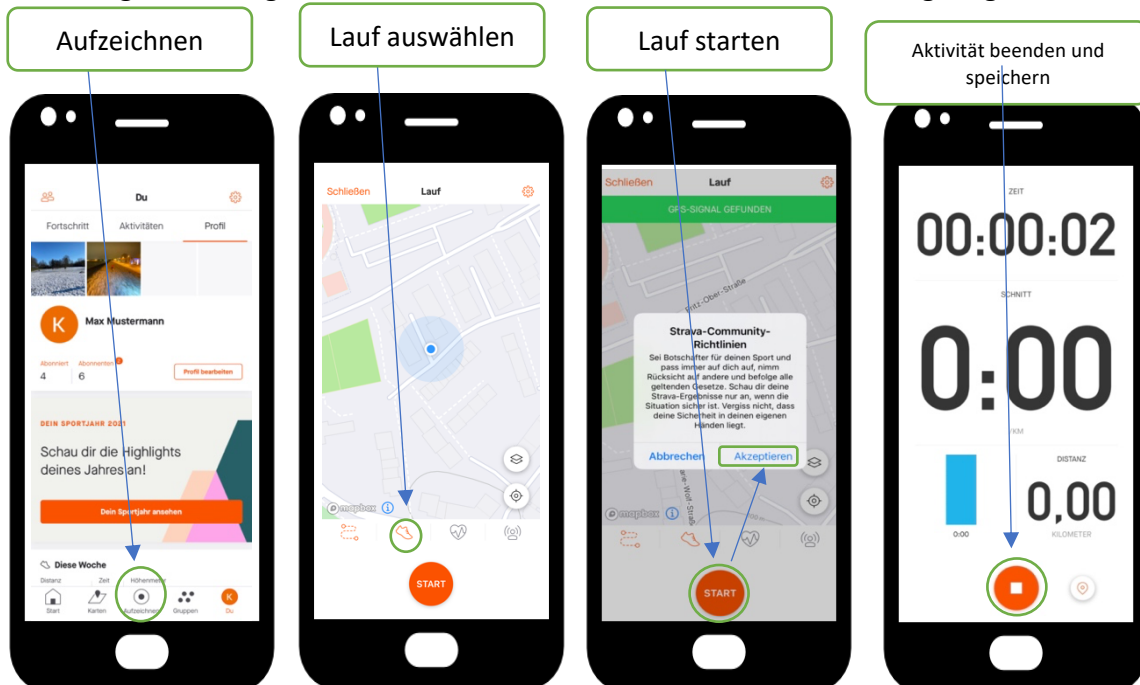 Aufzeichnen
Lauf auswählen
Lauf starten
Aktivität beenden und
speichern
Du
Fortschritt Aktivitäten Profil
K
Max Mustermann
Abonniert Abonnenten
4 6
Profil bearbeiten
DEIN SPORTJAHR 2021
Schau dir die Highlights
deines Jahres an!
Dein Sportjahr ansehen
Diese Woche
Distanz Zeit Höhenmeter
Start Karten Aufzeichnen Gruppen K Du
Schließen Lauf
mapbox
START
Schließen Lauf
GPS-SIGNAL GEFUNDEN
Fritz-Ober-Straße
Strava-Community-
Richtlinien
Sei Botschafter für deinen Sport und
pass immer auf dich auf, nimm
Rücksicht auf andere und befolge alle
geltenden Gesetze. Schau dir deine
Strava-Ergebnisse nur an, wenn die
Situation sicher ist. Vergiss nicht, dass
deine Sicherheit in deinen eigenen
Händen liegt.
Abbrechen Akzeptieren
mapbox
START
ZEIT
00:00:02
SCHNITT
0:00
/KM
DISTANZ
0,00
0:00 KILOMETER